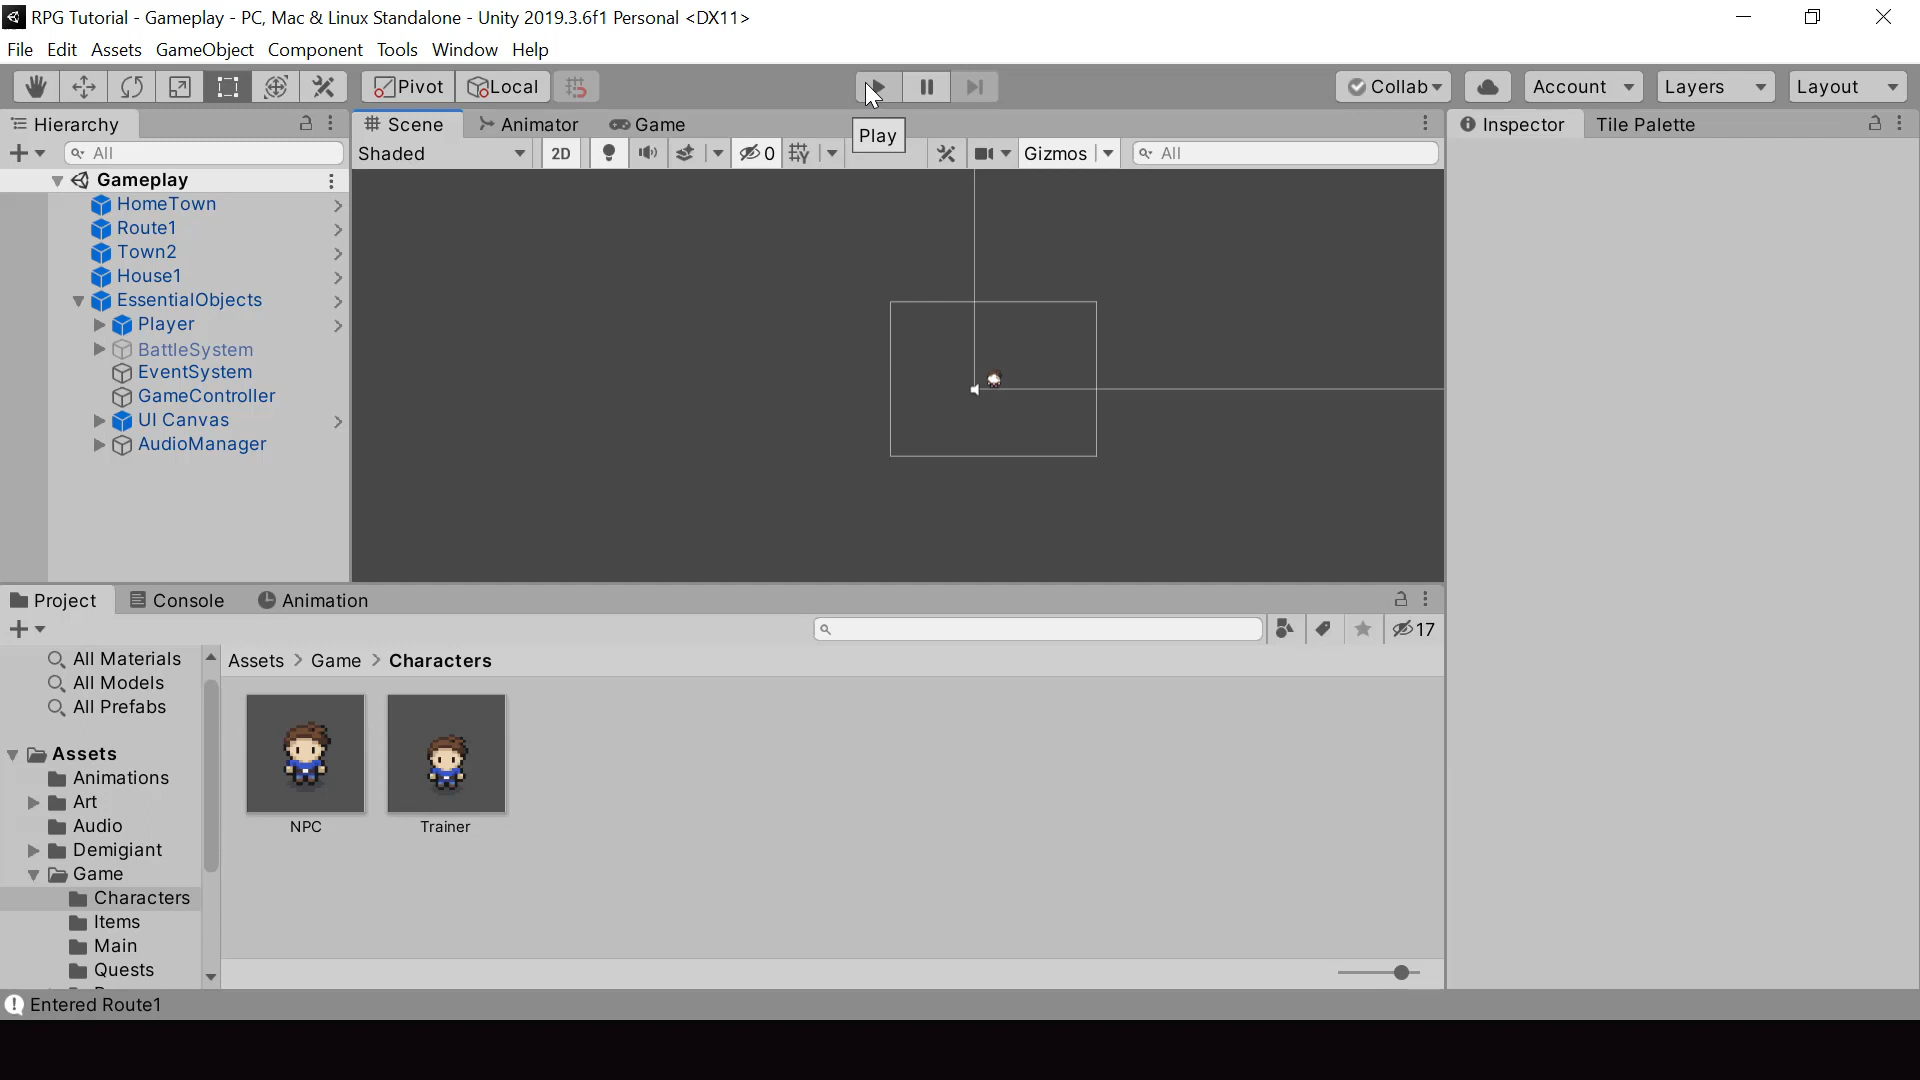 RPG Tutorial - Gameplay - PC, Mac & Linux Standalone - Unity 2019.3.6f1 Personal <DX11>
File Edit Assets GameObject Component Tools Window Help
Pivot Local Collab Account Layers Layout
Hierarchy Scene Animator Game Inspector Tile Palette
All Shaded 2D 0 Play Gizmos All
Gameplay
HomeTown
Route1
Town2
House1
EssentialObjects
Player
BattleSystem
EventSystem
GameController
UI Canvas
AudioManager
Project Console Animation
17
All Materials
All Models
All Prefabs
Assets > Game > Characters
NPC Trainer
Assets
Animations
Art
Audio
Demigiant
Game
Characters
Items
Main
Quests
Entered Route1